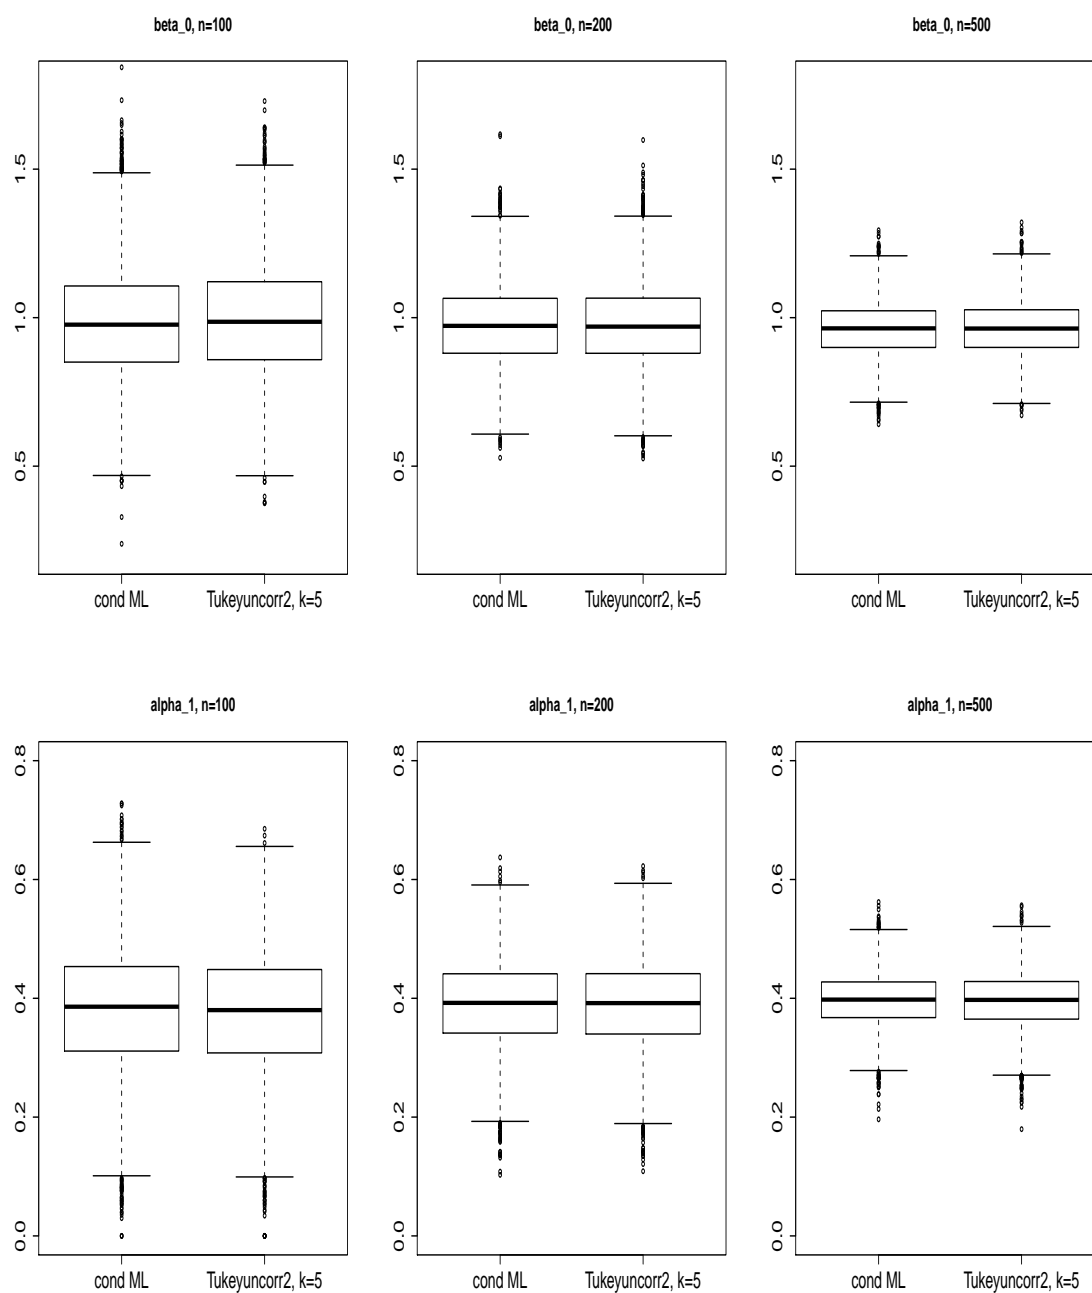 beta_0, n=100
beta_0, n=200
beta_0, n=500
1.5
1.0
0.5
1.5
1.0
0.5
1.5
1.0
0.5
cond ML
Tukeyuncorr2, k=5
cond ML
Tukeyuncorr2, k=5
cond ML
Tukeyuncorr2, k=5
alpha_1, n=100
alpha_1, n=200
alpha_1, n=500
0.8
0.6
0.4
0.2
0.0
0.8
0.6
0.4
0.2
0.0
0.8
0.6
0.4
0.2
0.0
cond ML
Tukeyuncorr2, k=5
cond ML
Tukeyuncorr2, k=5
cond ML
Tukeyuncorr2, k=5